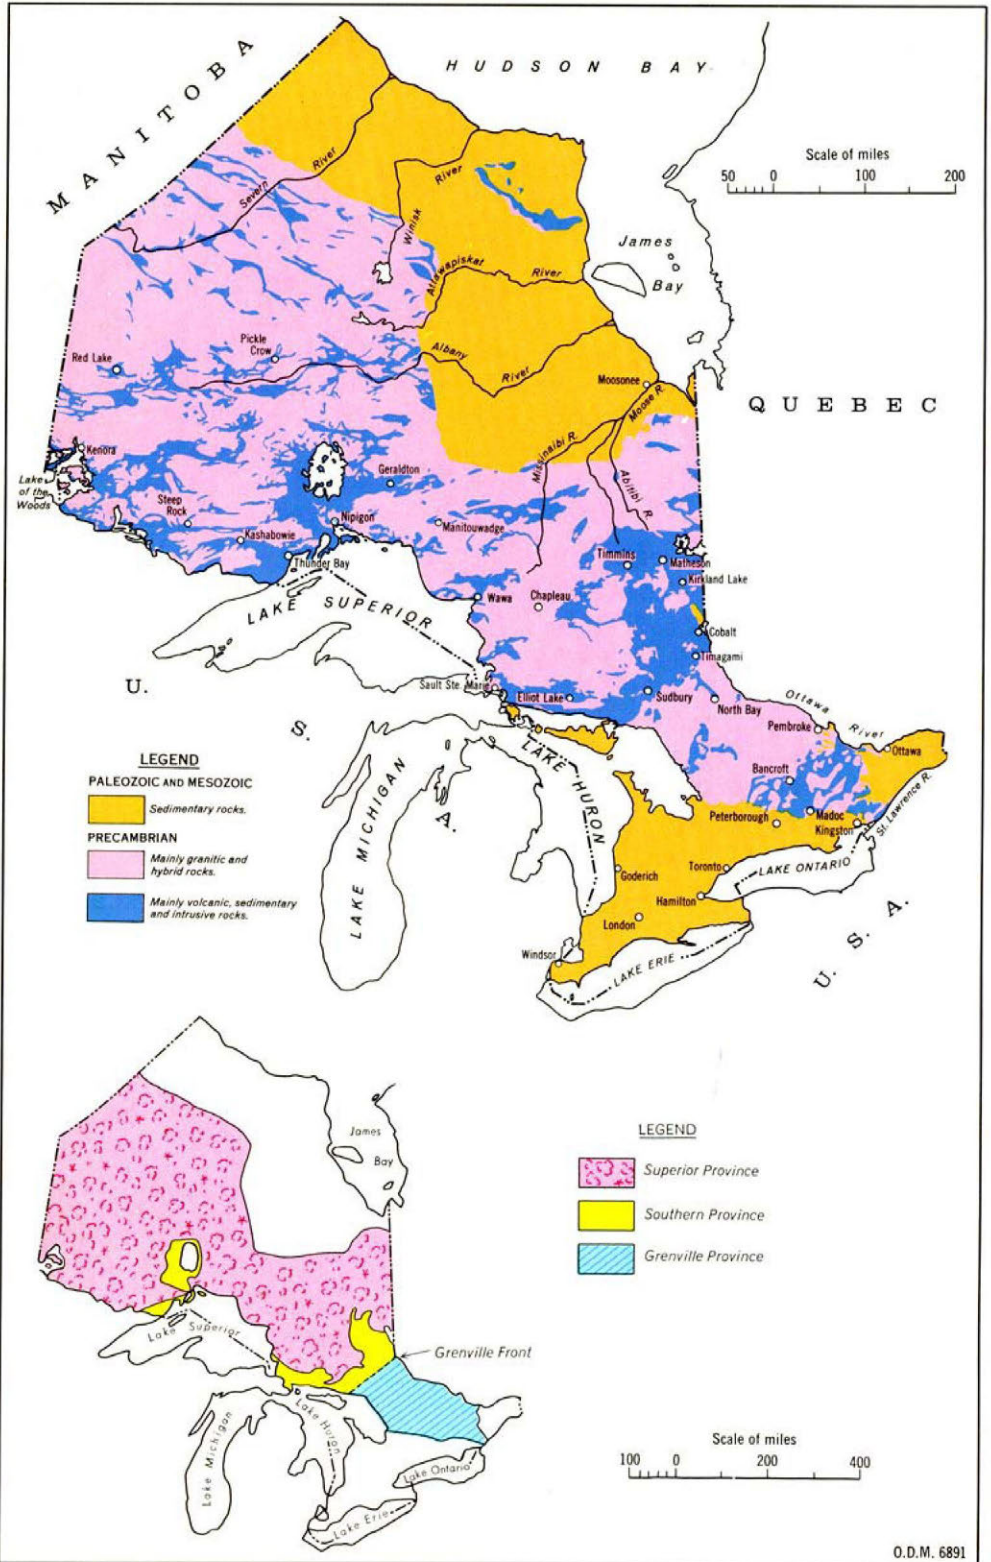 MANITOBA
HUDSON BAY
Scale of miles
50 0 100 200
Severn River
Winisk River
James
Bay
Attawapiskat River
Pickle
Crow
Red Lake
Albany River
Moosonee
Moose R.
QUEBEC
Kenora
Lake
of the
Woods
Geraldton
Missinaibi R.
Abitibi R.
Steep
Rock
Nipigon
Manitouwadge
Kashabowie
Thunder Bay
Timmins
Matheson
Kirkland Lake
Wawa
Chapleau
LAKE SUPERIOR
Cobalt
Timagami
U. S. A.
Sault Ste. Marie
Elliot Lake
Sudbury
North Bay
Ottawa River
Pembroke
Ottawa
LAKE HURON
Bancroft
LEGEND
PALEOZOIC AND MESOZOIC
Sedimentary rocks.
PRECAMBRIAN
Mainly granitic and
hybrid rocks.
Mainly volcanic, sedimentary
and intrusive rocks.
LAKE MICHIGAN
Peterborough
Madoc
Kingston
St. Lawrence R.
Goderich
Toronto
LAKE ONTARIO
Hamilton
London
U. S. A.
Windsor
LAKE ERIE
James
Bay
LEGEND
Superior Province
Southern Province
Grenville Province
Lake Superior
Grenville Front
Lake Michigan
Lake Huron
Lake Ontario
Lake Erie
Scale of miles
100 0 200 400
O.D.M. 6891